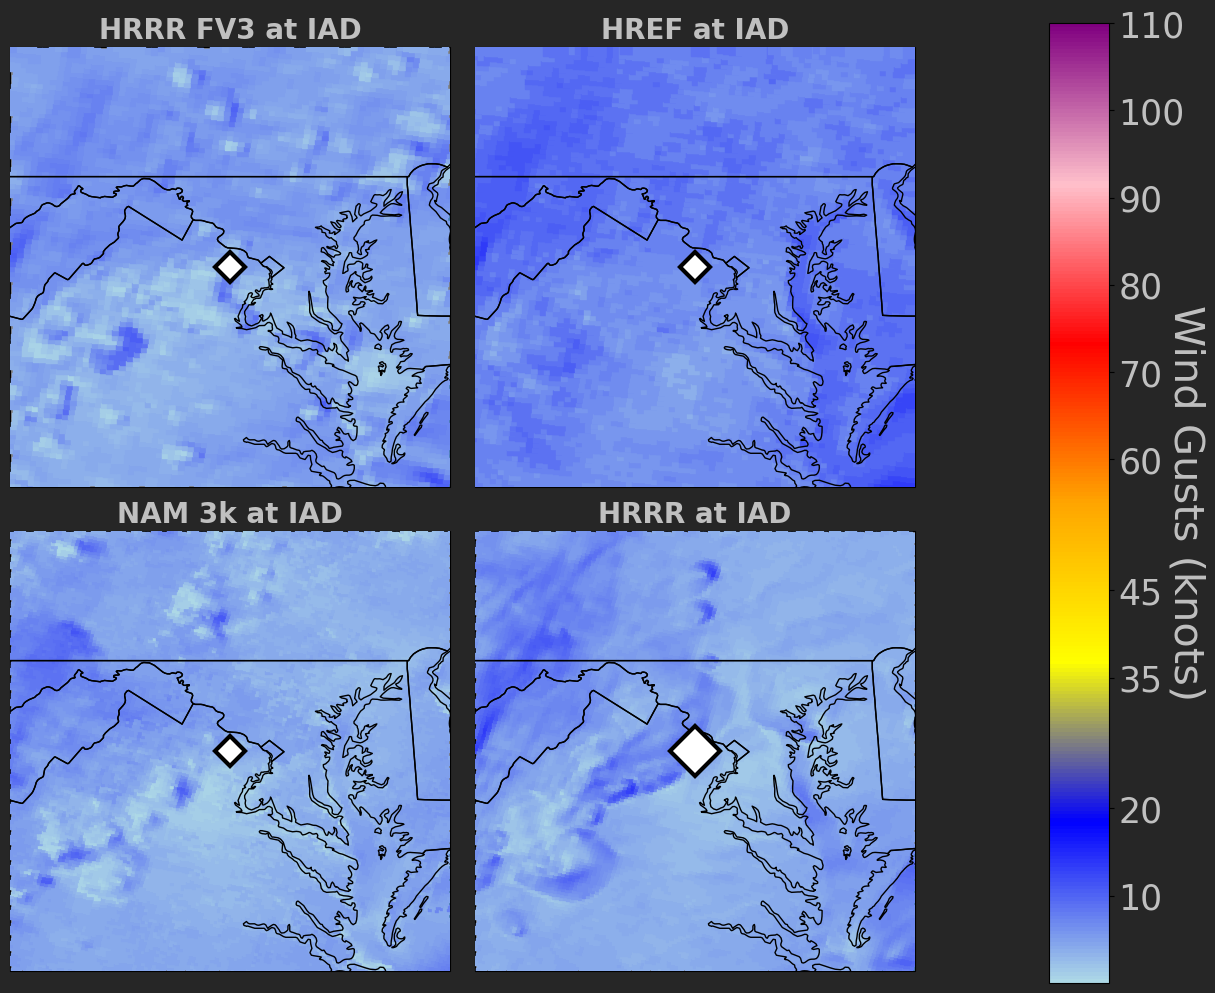 HRRR FV3 at IAD
HREF at IAD
NAM 3k at IAD
HRRR at IAD
110
100
90
80
70
60
45
35
20
10
Wind Gusts (knots)